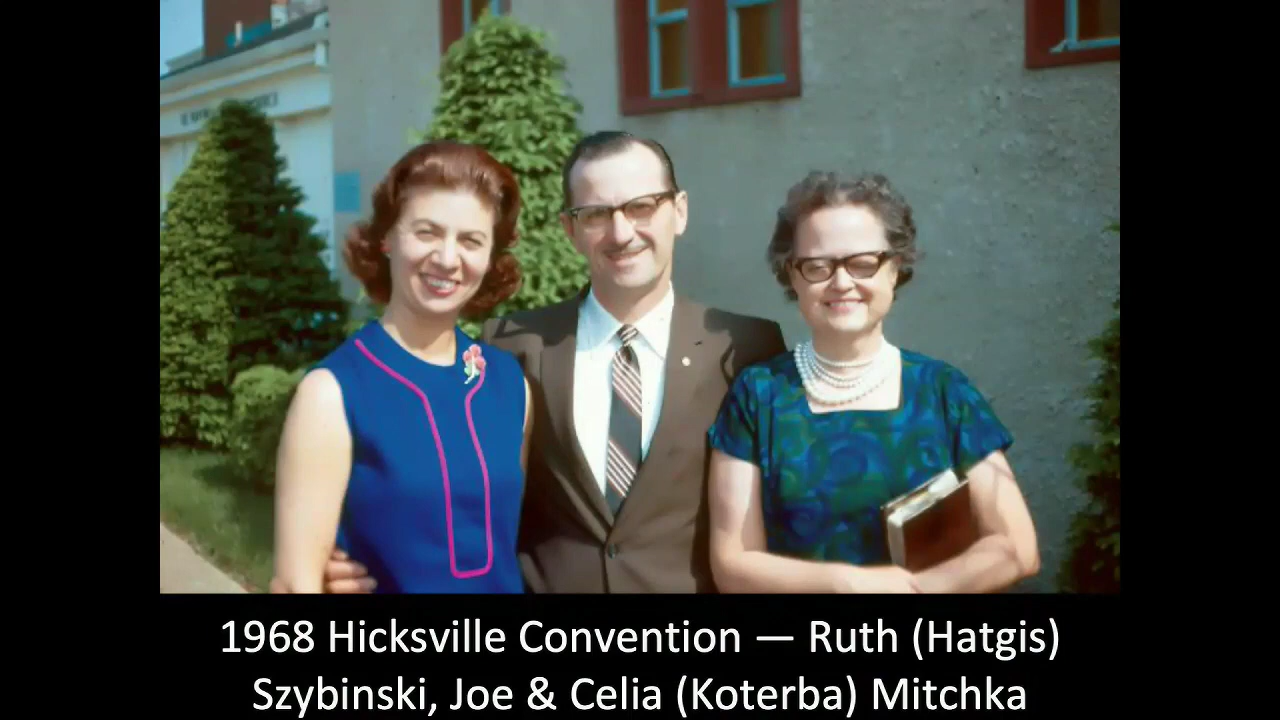 1968 Hicksville Convention — Ruth (Hatgis)
Szybinski, Joe & Celia (Koterba) Mitchka